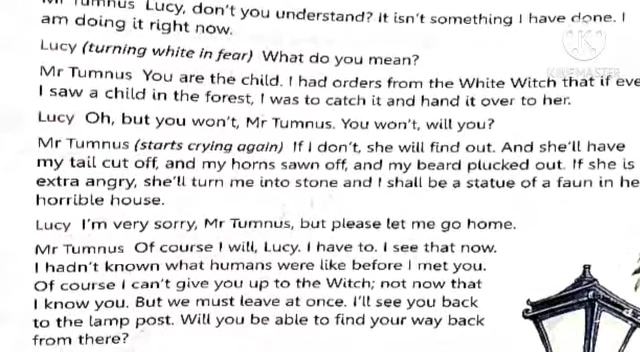 Mr Tumnus Lucy, don't you understand? It isn't something I have done. I
am doing it right now.
Lucy (turning white in fear) What do you mean?
Mr Tumnus You are the child. I had orders from the White Witch that if eve
I saw a child in the forest, I was to catch it and hand it over to her.
Lucy Oh, but you won't, Mr Tumnus. You won't, will you?
Mr Tumnus (starts crying again) If I don't, she will find out. And she'll have
my tail cut off, and my horns sawn off, and my beard plucked out. If she is
extra angry, she'll turn me into stone and I shall be a statue of a faun in he
horrible house.
Lucy I'm very sorry, Mr Tumnus, but please let me go home.
Mr Tumnus Of course I will, Lucy. I have to. I see that now.
I hadn't known what humans were like before I met you.
Of course I can't give you up to the Witch; not now that
I know you. But we must leave at once. I'll see you back
to the lamp post. Will you be able to find your way back
from there?
KINEMASTER